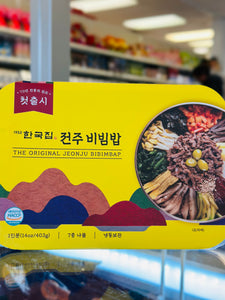 첫출시
한국집 전주비빔밥
THE ORIGINAL JEONJU BIBIMBAP
HACCP
1인분(14oz/402g)
7종 나물
냉동보관